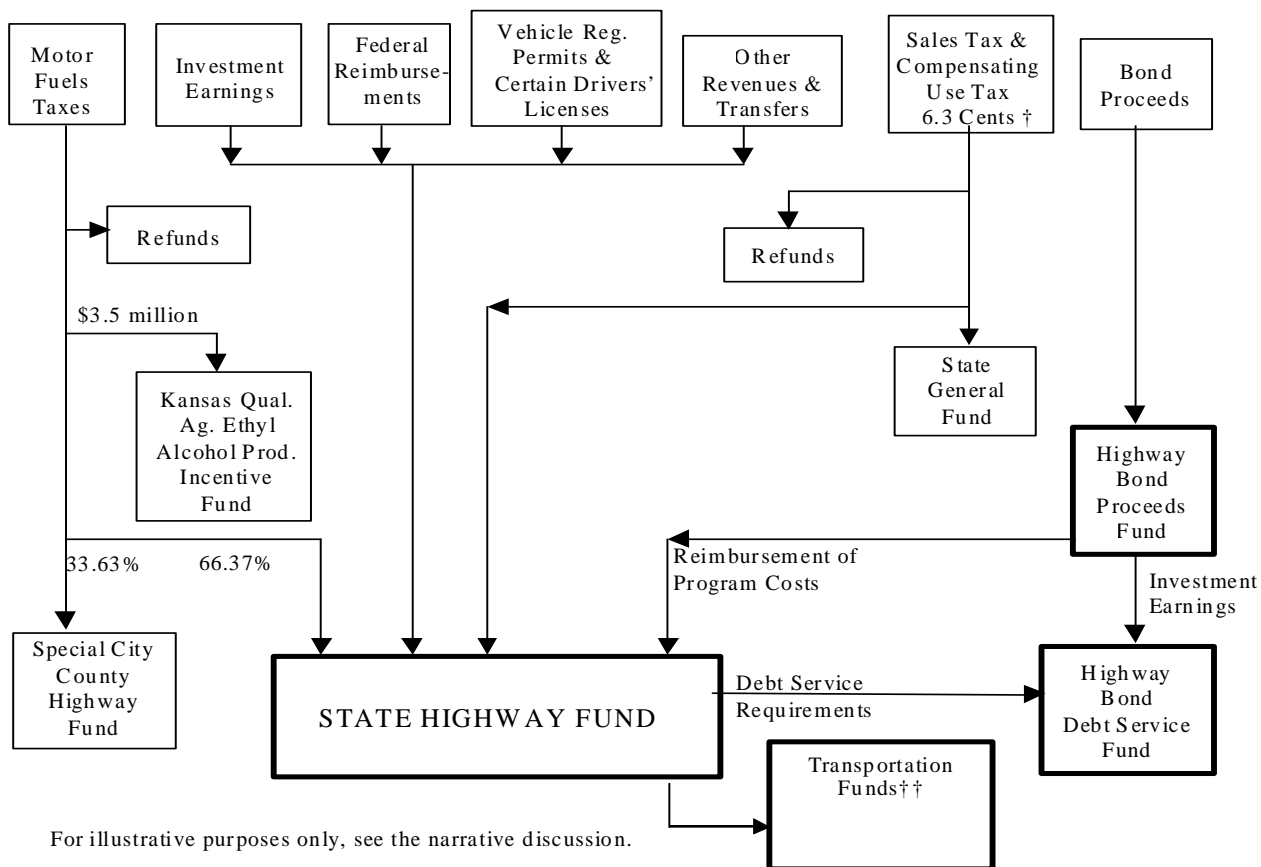 Motor
Fuels
Taxes
Investment
Earnings
Federal
Reimburse-
ments
Vehicle Reg.
Permits &
Certain Drivers'
Licenses
Other
Revenues &
Transfers
Sales Tax &
Compensating
Use Tax
6.3 Cents †
Bond
Proceeds
Refunds
Refunds
$3.5 million
Kansas Qual.
Ag. Ethyl
Alcohol Prod.
Incentive
Fund
State
General
Fund
Highway
Bond
Proceeds
Fund
33.63%
66.37%
Reimbursement of
Program Costs
Investment
Earnings
Special City
County
Highway
Fund
STATE HIGHWAY FUND
Debt Service
Requirements
Highway
Bond
Debt Service
Fund
Transportation
Funds††
For illustrative purposes only, see the narrative discussion.